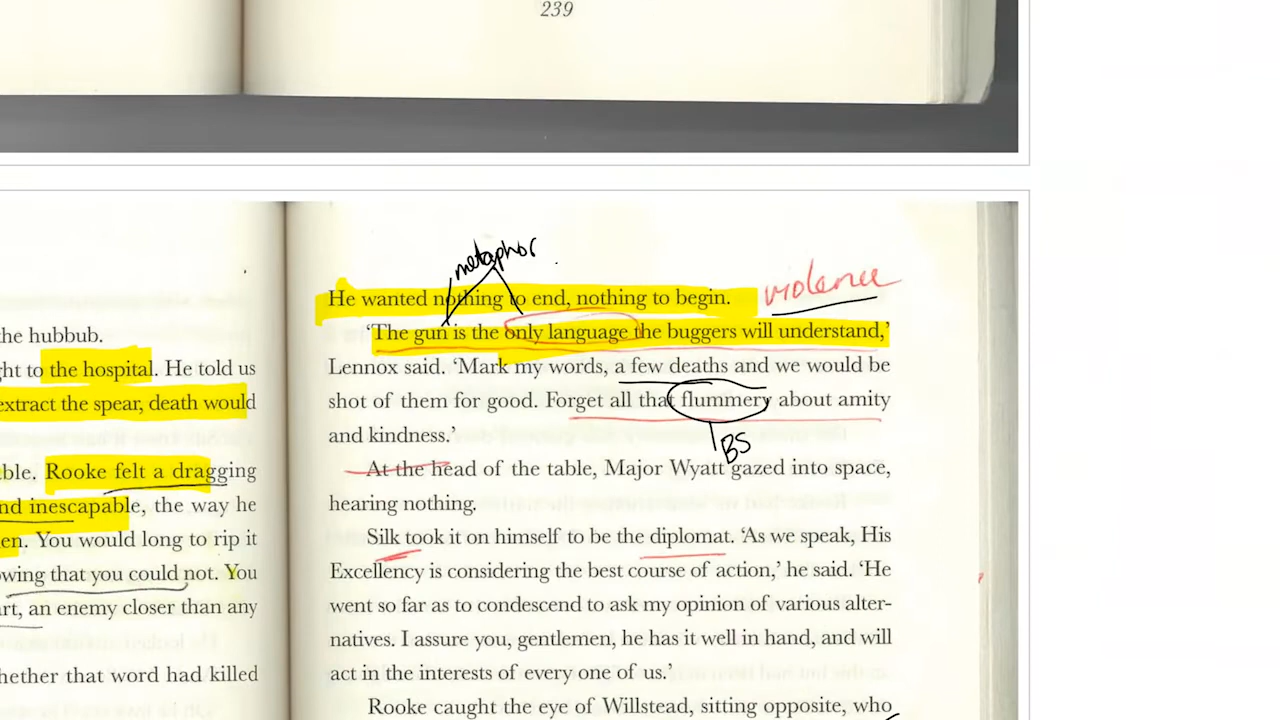 239
the hubbub.
ght to the hospital. He told us
extract the spear, death would
ble. Rooke felt a dragging
nd inescapable, the way he
en. You would long to rip it
wing that you could not. You
art, an enemy closer than any
hether that word had killed
metaphor
He wanted nothing to end, nothing to begin.
violence
‘The gun is the only language the buggers will understand,’
Lennox said. ‘Mark my words, a few deaths and we would be
shot of them for good. Forget all that flummery about amity
and kindness.’
BS
At the head of the table, Major Wyatt gazed into space,
hearing nothing.
Silk took it on himself to be the diplomat. ‘As we speak, His
Excellency is considering the best course of action,’ he said. ‘He
went so far as to condescend to ask my opinion of various alter-
natives. I assure you, gentlemen, he has it well in hand, and will
act in the interests of every one of us.’
Rooke caught the eye of Willstead, sitting opposite, who